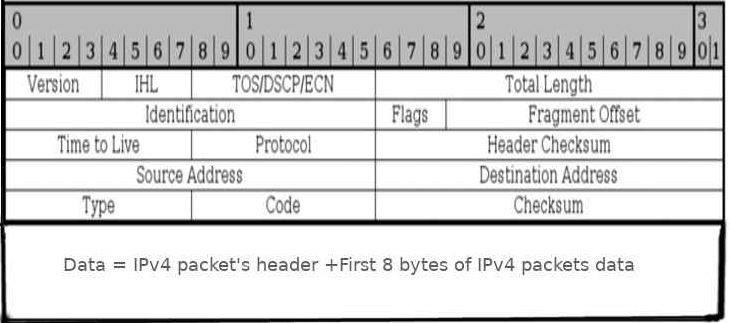 0 1 2 3
0 1 2 3 4 5 6 7 8 9 0 1 2 3 4 5 6 7 8 9 0 1 2 3 4 5 6 7 8 9 0 1
Version IHL TOS/DSCP/ECN Total Length
Identification Flags Fragment Offset
Time to Live Protocol Header Checksum
Source Address Destination Address
Type Code Checksum
Data = IPv4 packet's header +First 8 bytes of IPv4 packets data